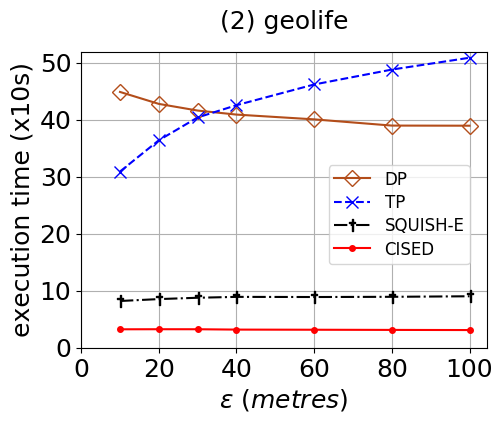 (2) geolife
execution time (x10s)
50
40
30
20
10
0
DP
TP
SQUISH-E
CISED
0 20 40 60 80 100
ε (metres)